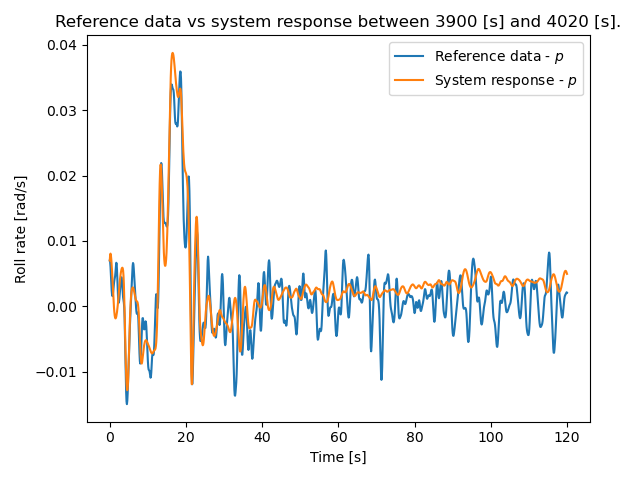 Reference data vs system response between 3900 [s] and 4020 [s].
Reference data - p
System response - p
0.04
0.03
0.02
0.01
0.00
−0.01
Roll rate [rad/s]
0 20 40 60 80 100 120
Time [s]